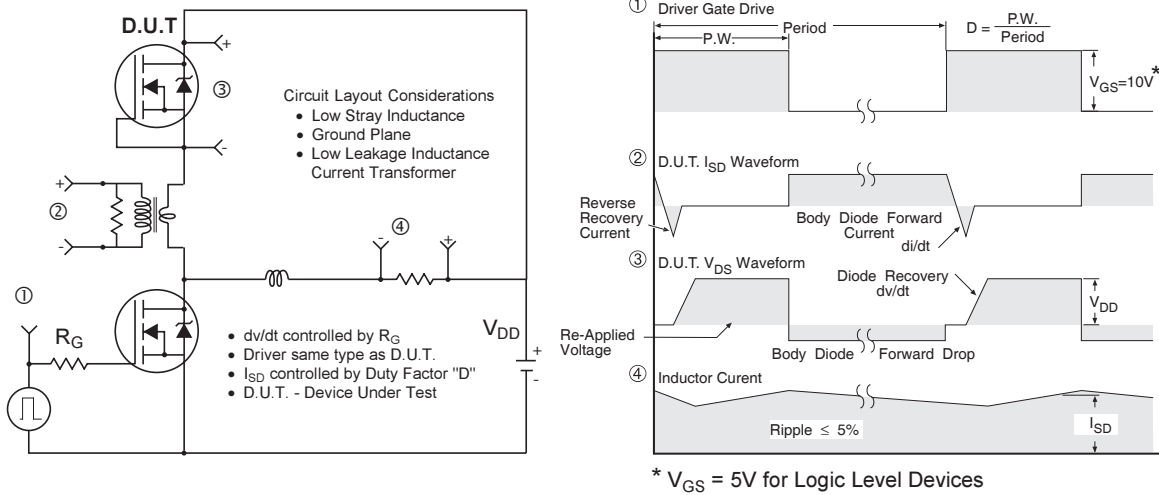 D.U.T
+
③
-
Circuit Layout Considerations
• Low Stray Inductance
• Ground Plane
• Low Leakage Inductance
Current Transformer
+
②
-
④
-
+
①
R_G
• dv/dt controlled by R_G
• Driver same type as D.U.T.
• I_SD controlled by Duty Factor "D"
• D.U.T. - Device Under Test
V_DD
+
-
① Driver Gate Drive
P.W.
Period
D = P.W. / Period
V_GS=10V *
② D.U.T. I_SD Waveform
Reverse
Recovery
Current
Body Diode Forward
Current
di/dt
③ D.U.T. V_DS Waveform
Diode Recovery
dv/dt
V_DD
Re-Applied
Voltage
Body Diode Forward Drop
④ Inductor Curent
Ripple ≤ 5%
I_SD
* V_GS = 5V for Logic Level Devices